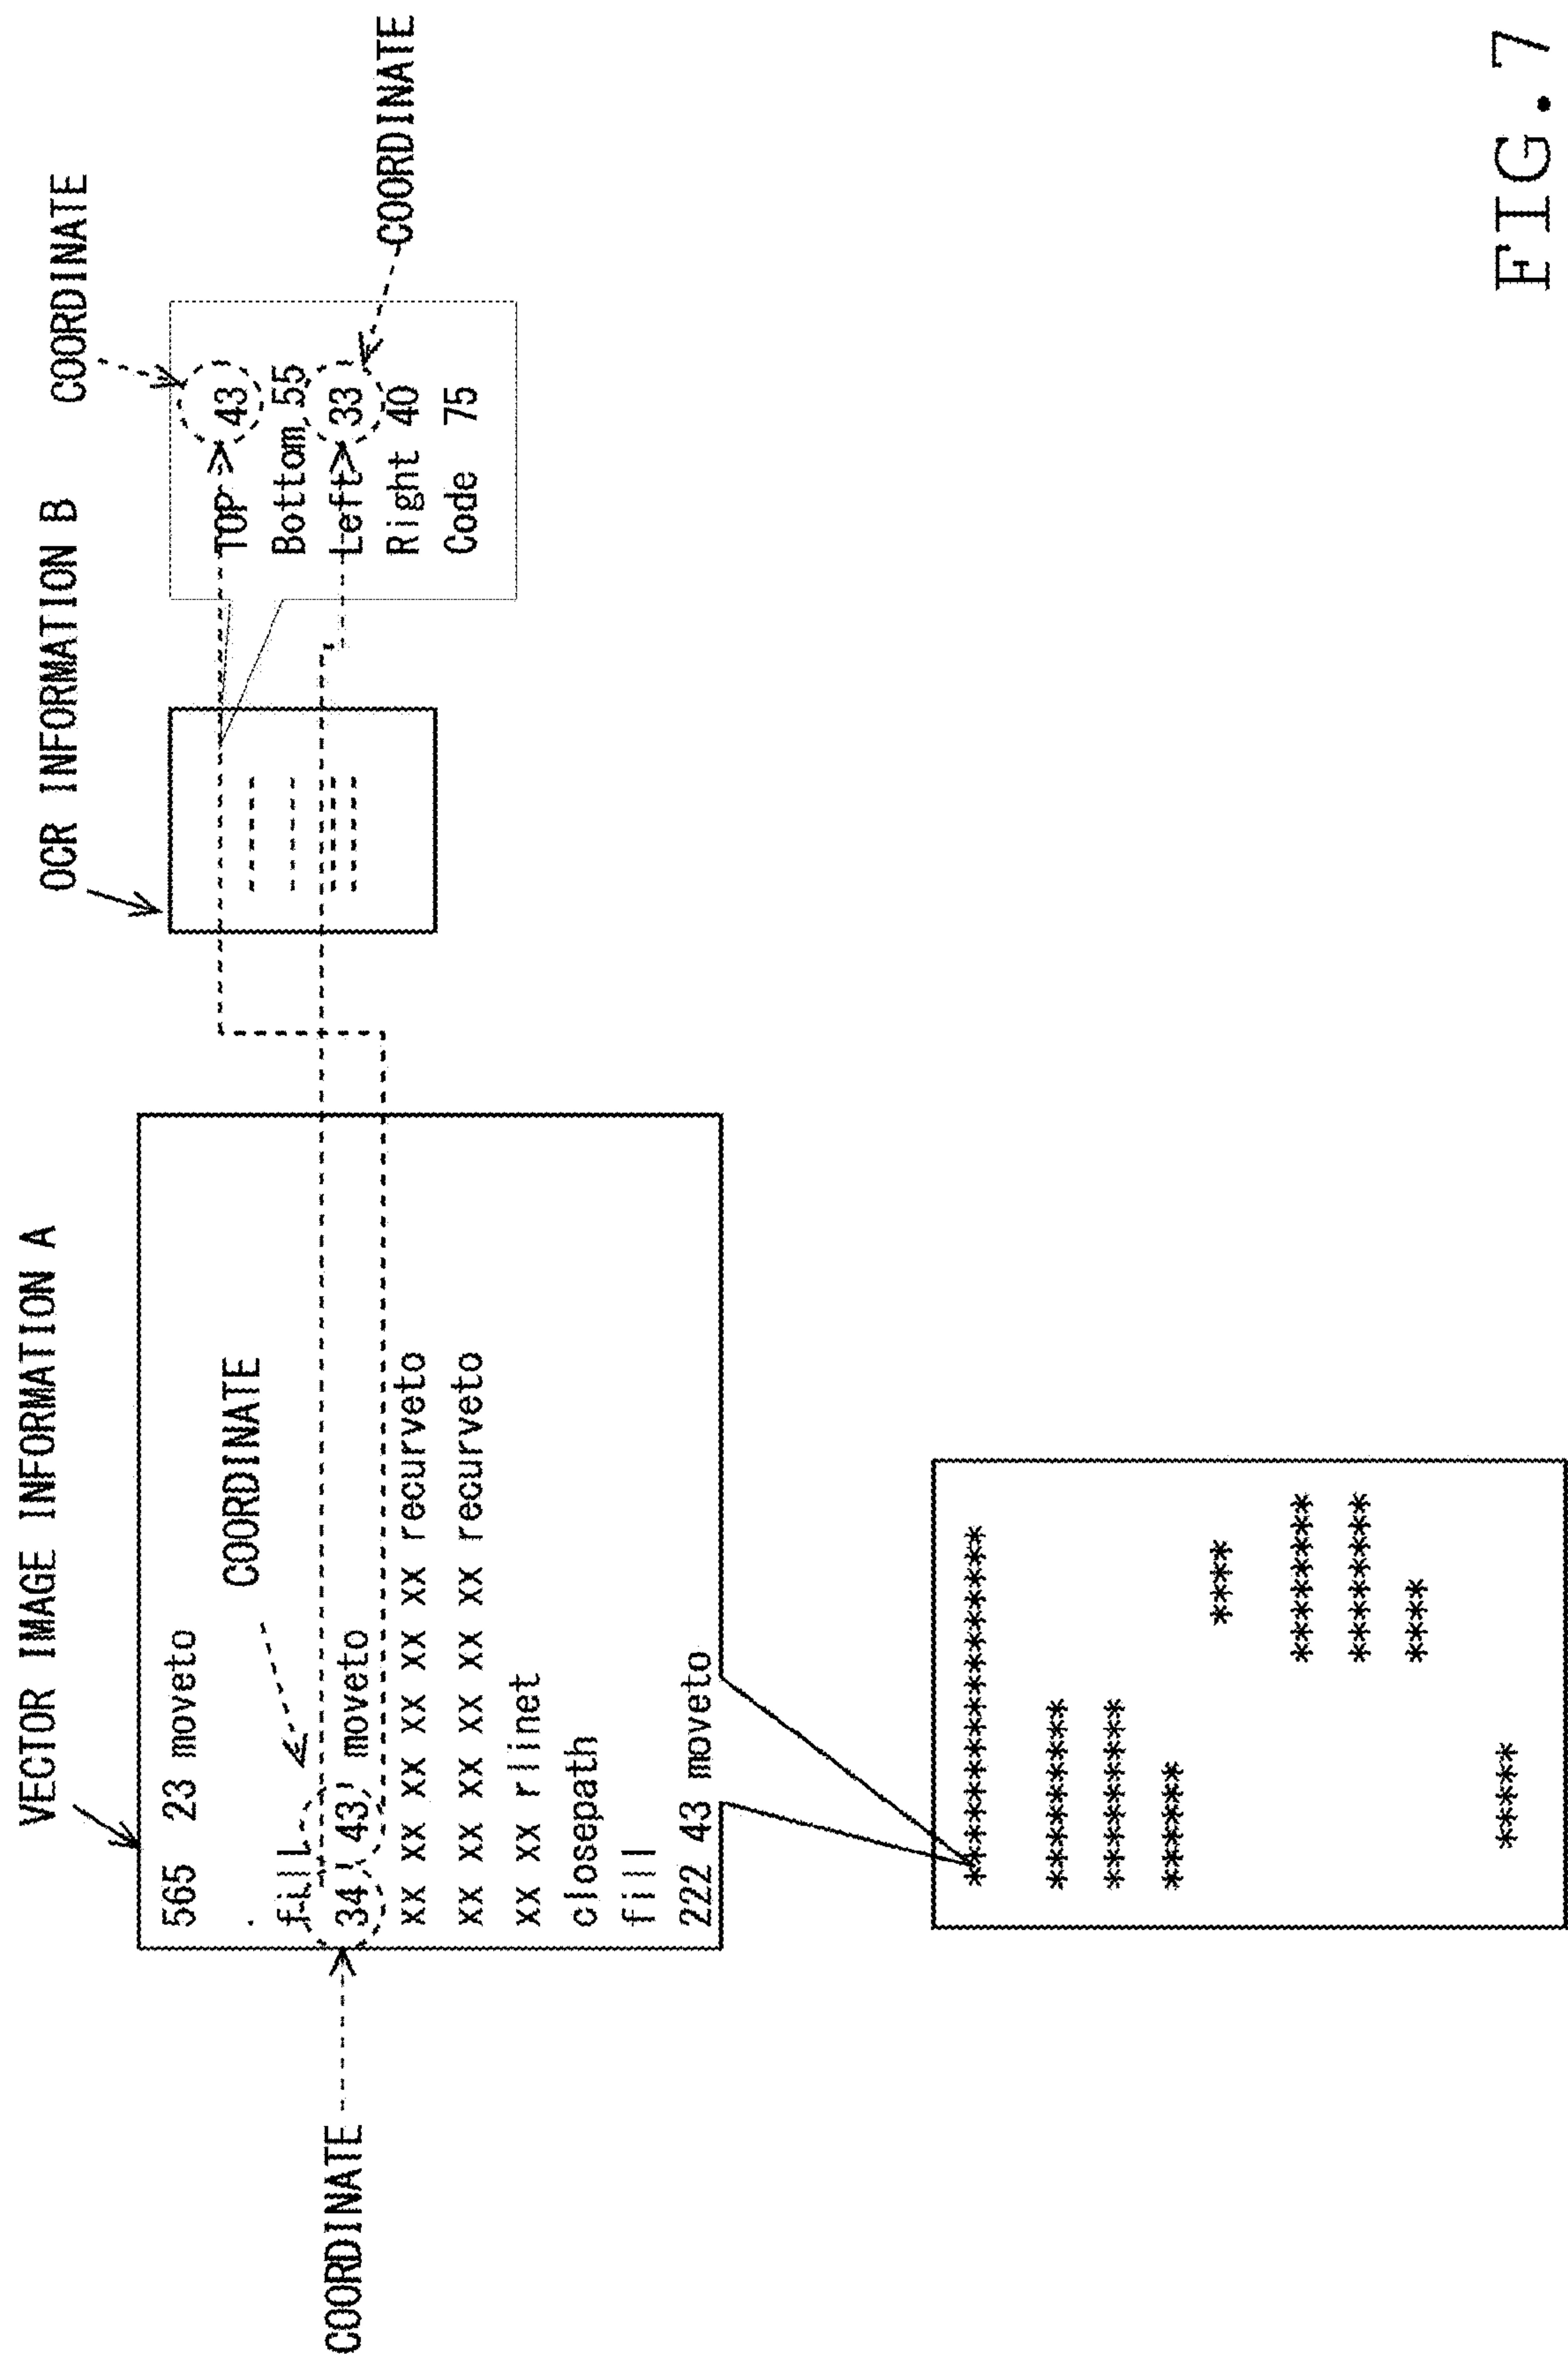 VECTOR IMAGE INFORMATION A
OCR INFORMATION B
COORDINATE
565 23 moveto
COORDINATE
fill
COORDINATE
34 43 moveto
xx xx xx xx xx xx recurveto
xx xx xx xx xx xx recurveto
xx xx rlinet
closepath
fill
222 43 moveto
TOP 43
Bottom 55
Left 33
Right 40
Code 75
COORDINATE
*****************
*********
*********
******
****
********
********
****
*****
FIG.7